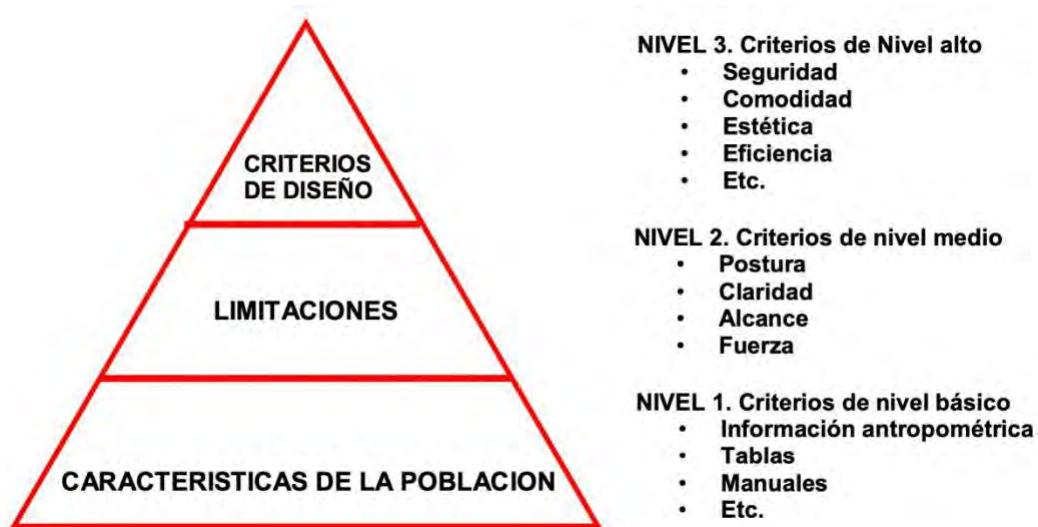 CRITERIOS
DE DISEÑO
LIMITACIONES
CARACTERISTICAS DE LA POBLACION
NIVEL 3. Criterios de Nivel alto
• Seguridad
• Comodidad
• Estética
• Eficiencia
• Etc.
NIVEL 2. Criterios de nivel medio
• Postura
• Claridad
• Alcance
• Fuerza
NIVEL 1. Criterios de nivel básico
• Información antropométrica
• Tablas
• Manuales
• Etc.